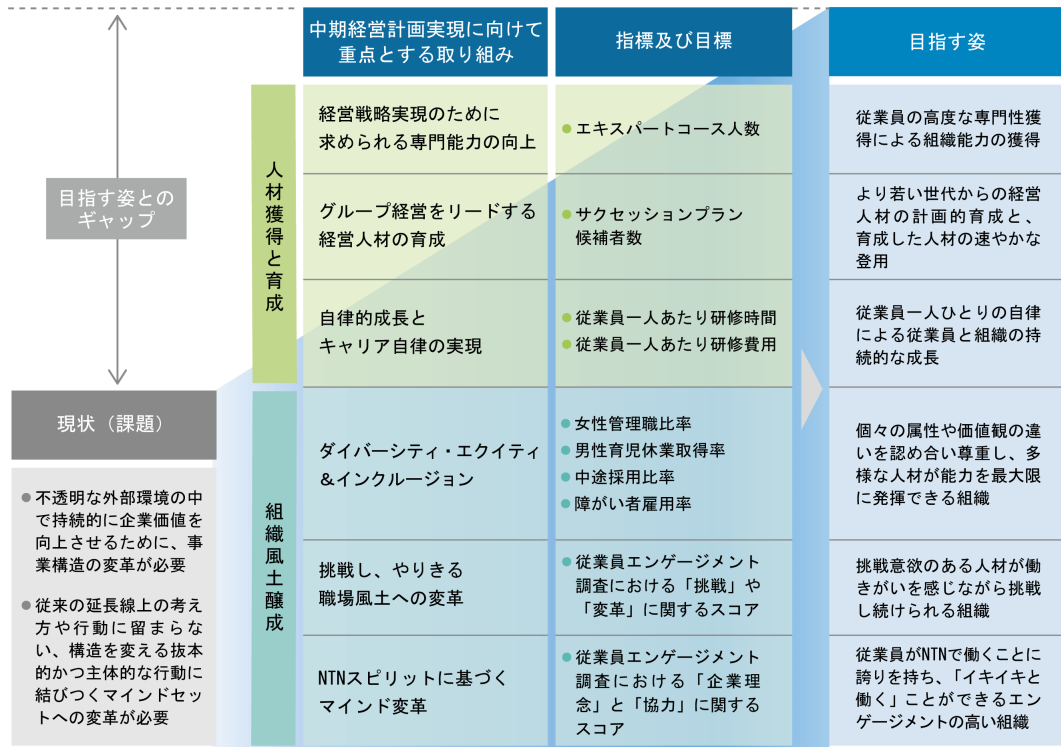 中期経営計画実現に向けて
重点とする取り組み
指標及び目標
目指す姿
目指す姿との
ギャップ
現状（課題）
● 不透明な外部環境の中
で持続的に企業価値を
向上させるために、事
業構造の変革が必要
● 従来の延長線上の考え
方や行動に留まらな
い、構造を変える抜本
的かつ主体的な行動に
結びつくマインドセッ
トへの変革が必要
人材獲得と育成
経営戦略実現のために
求められる専門能力の向上
● エキスパートコース人数
従業員の高度な専門性獲
得による組織能力の獲得
グループ経営をリードする
経営人材の育成
● サクセッションプラン
候補者数
より若い世代からの経営
人材の計画的育成と、
育成した人材の速やかな
登用
自律的成長と
キャリア自律の実現
● 従業員一人あたり研修時間
● 従業員一人あたり研修費用
従業員一人ひとりの自律
による従業員と組織の持
続的な成長
組織風土醸成
ダイバーシティ・エクイティ
＆インクルージョン
● 女性管理職比率
● 男性育児休業取得率
● 中途採用比率
● 障がい者雇用率
個々の属性や価値観の違
いを認め合い尊重し、多
様な人材が能力を最大限
に発揮できる組織
挑戦し、やりきる
職場風土への変革
● 従業員エンゲージメント
調査における「挑戦」や
「変革」に関するスコア
挑戦意欲のある人材が働
きがいを感じながら挑戦
し続けられる組織
NTNスピリットに基づく
マインド変革
● 従業員エンゲージメント
調査における「企業理
念」と「協力」に関する
スコア
従業員がNTNで働くことに
誇りを持ち、「イキイキと
働く」ことができるエン
ゲージメントの高い組織